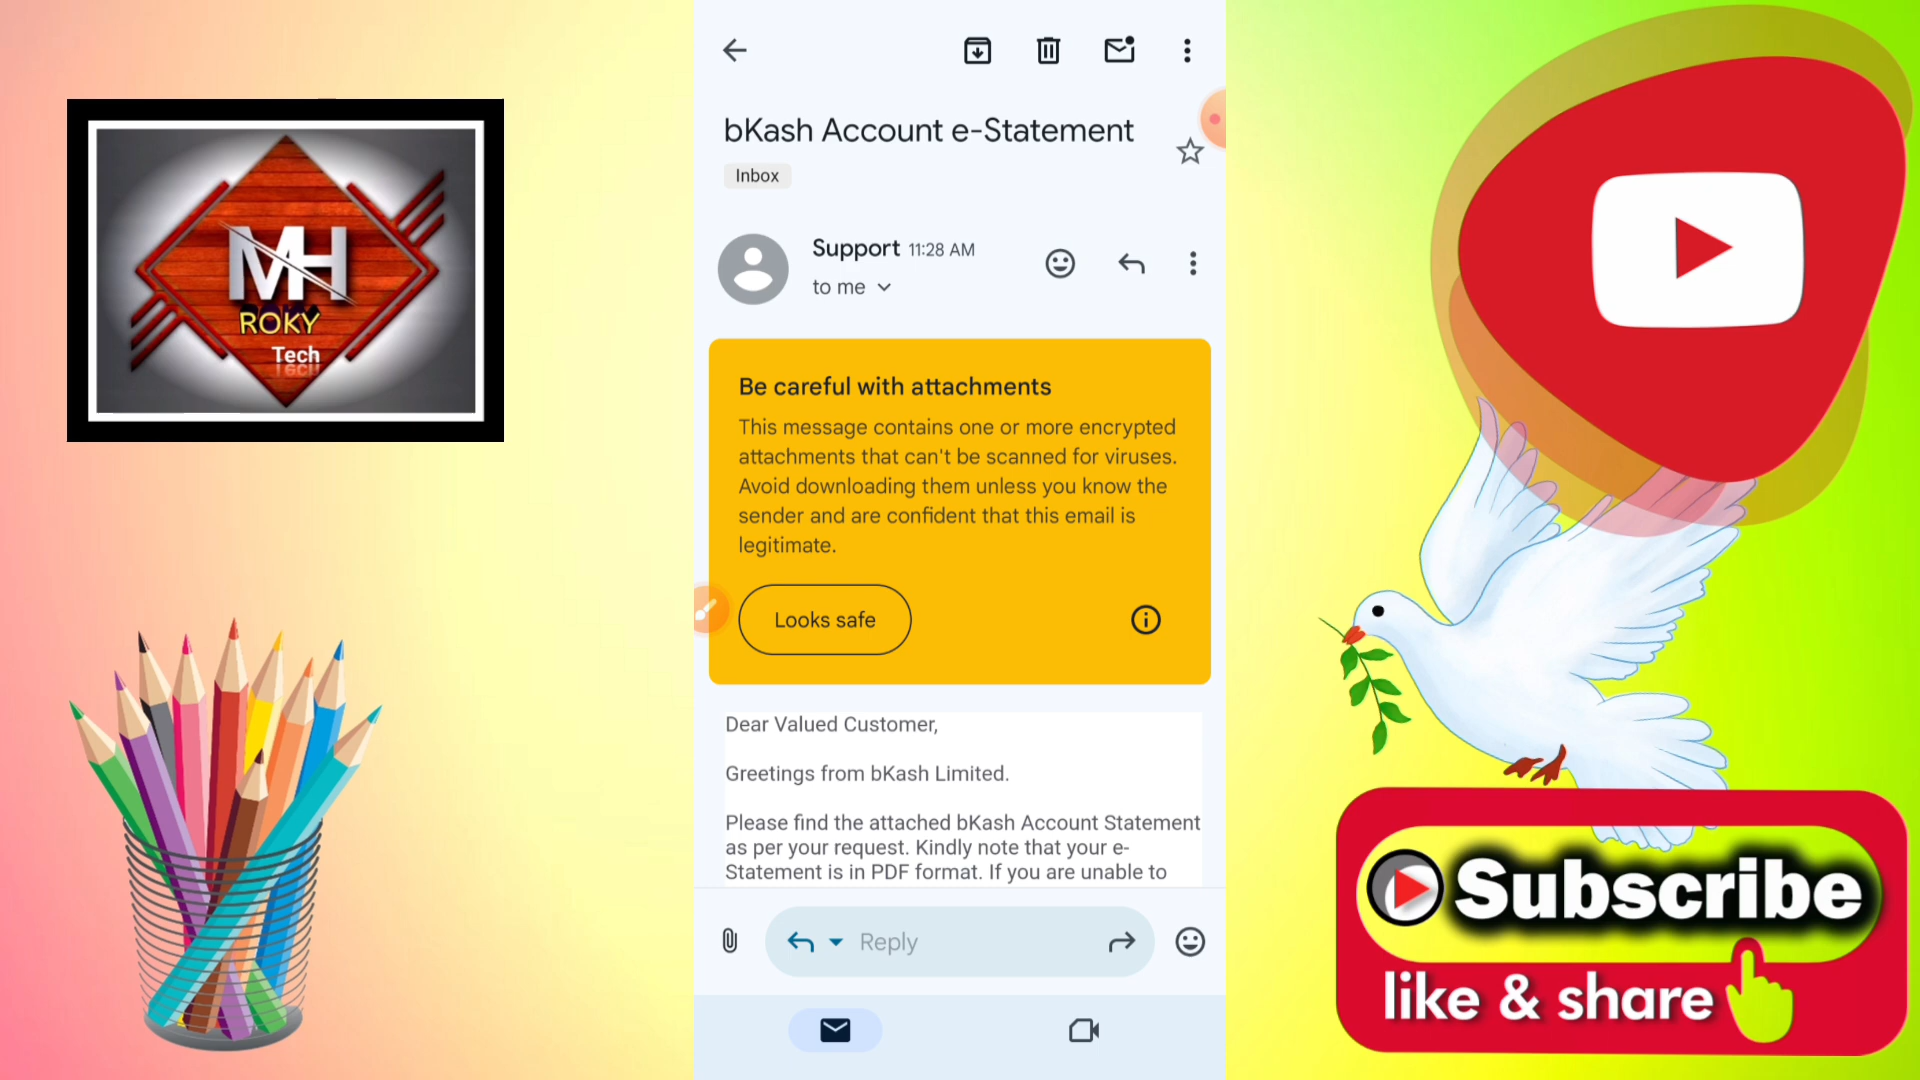 MH
ROKY
Tech
bKash Account e-Statement
Inbox
Support 11:28 AM
to me
Be careful with attachments
This message contains one or more encrypted
attachments that can't be scanned for viruses.
Avoid downloading them unless you know the
sender and are confident that this email is
legitimate.
Looks safe
Dear Valued Customer,
Greetings from bKash Limited.
Please find the attached bKash Account Statement
as per your request. Kindly note that your e-
Statement is in PDF format. If you are unable to
Reply
Subscribe
like & share